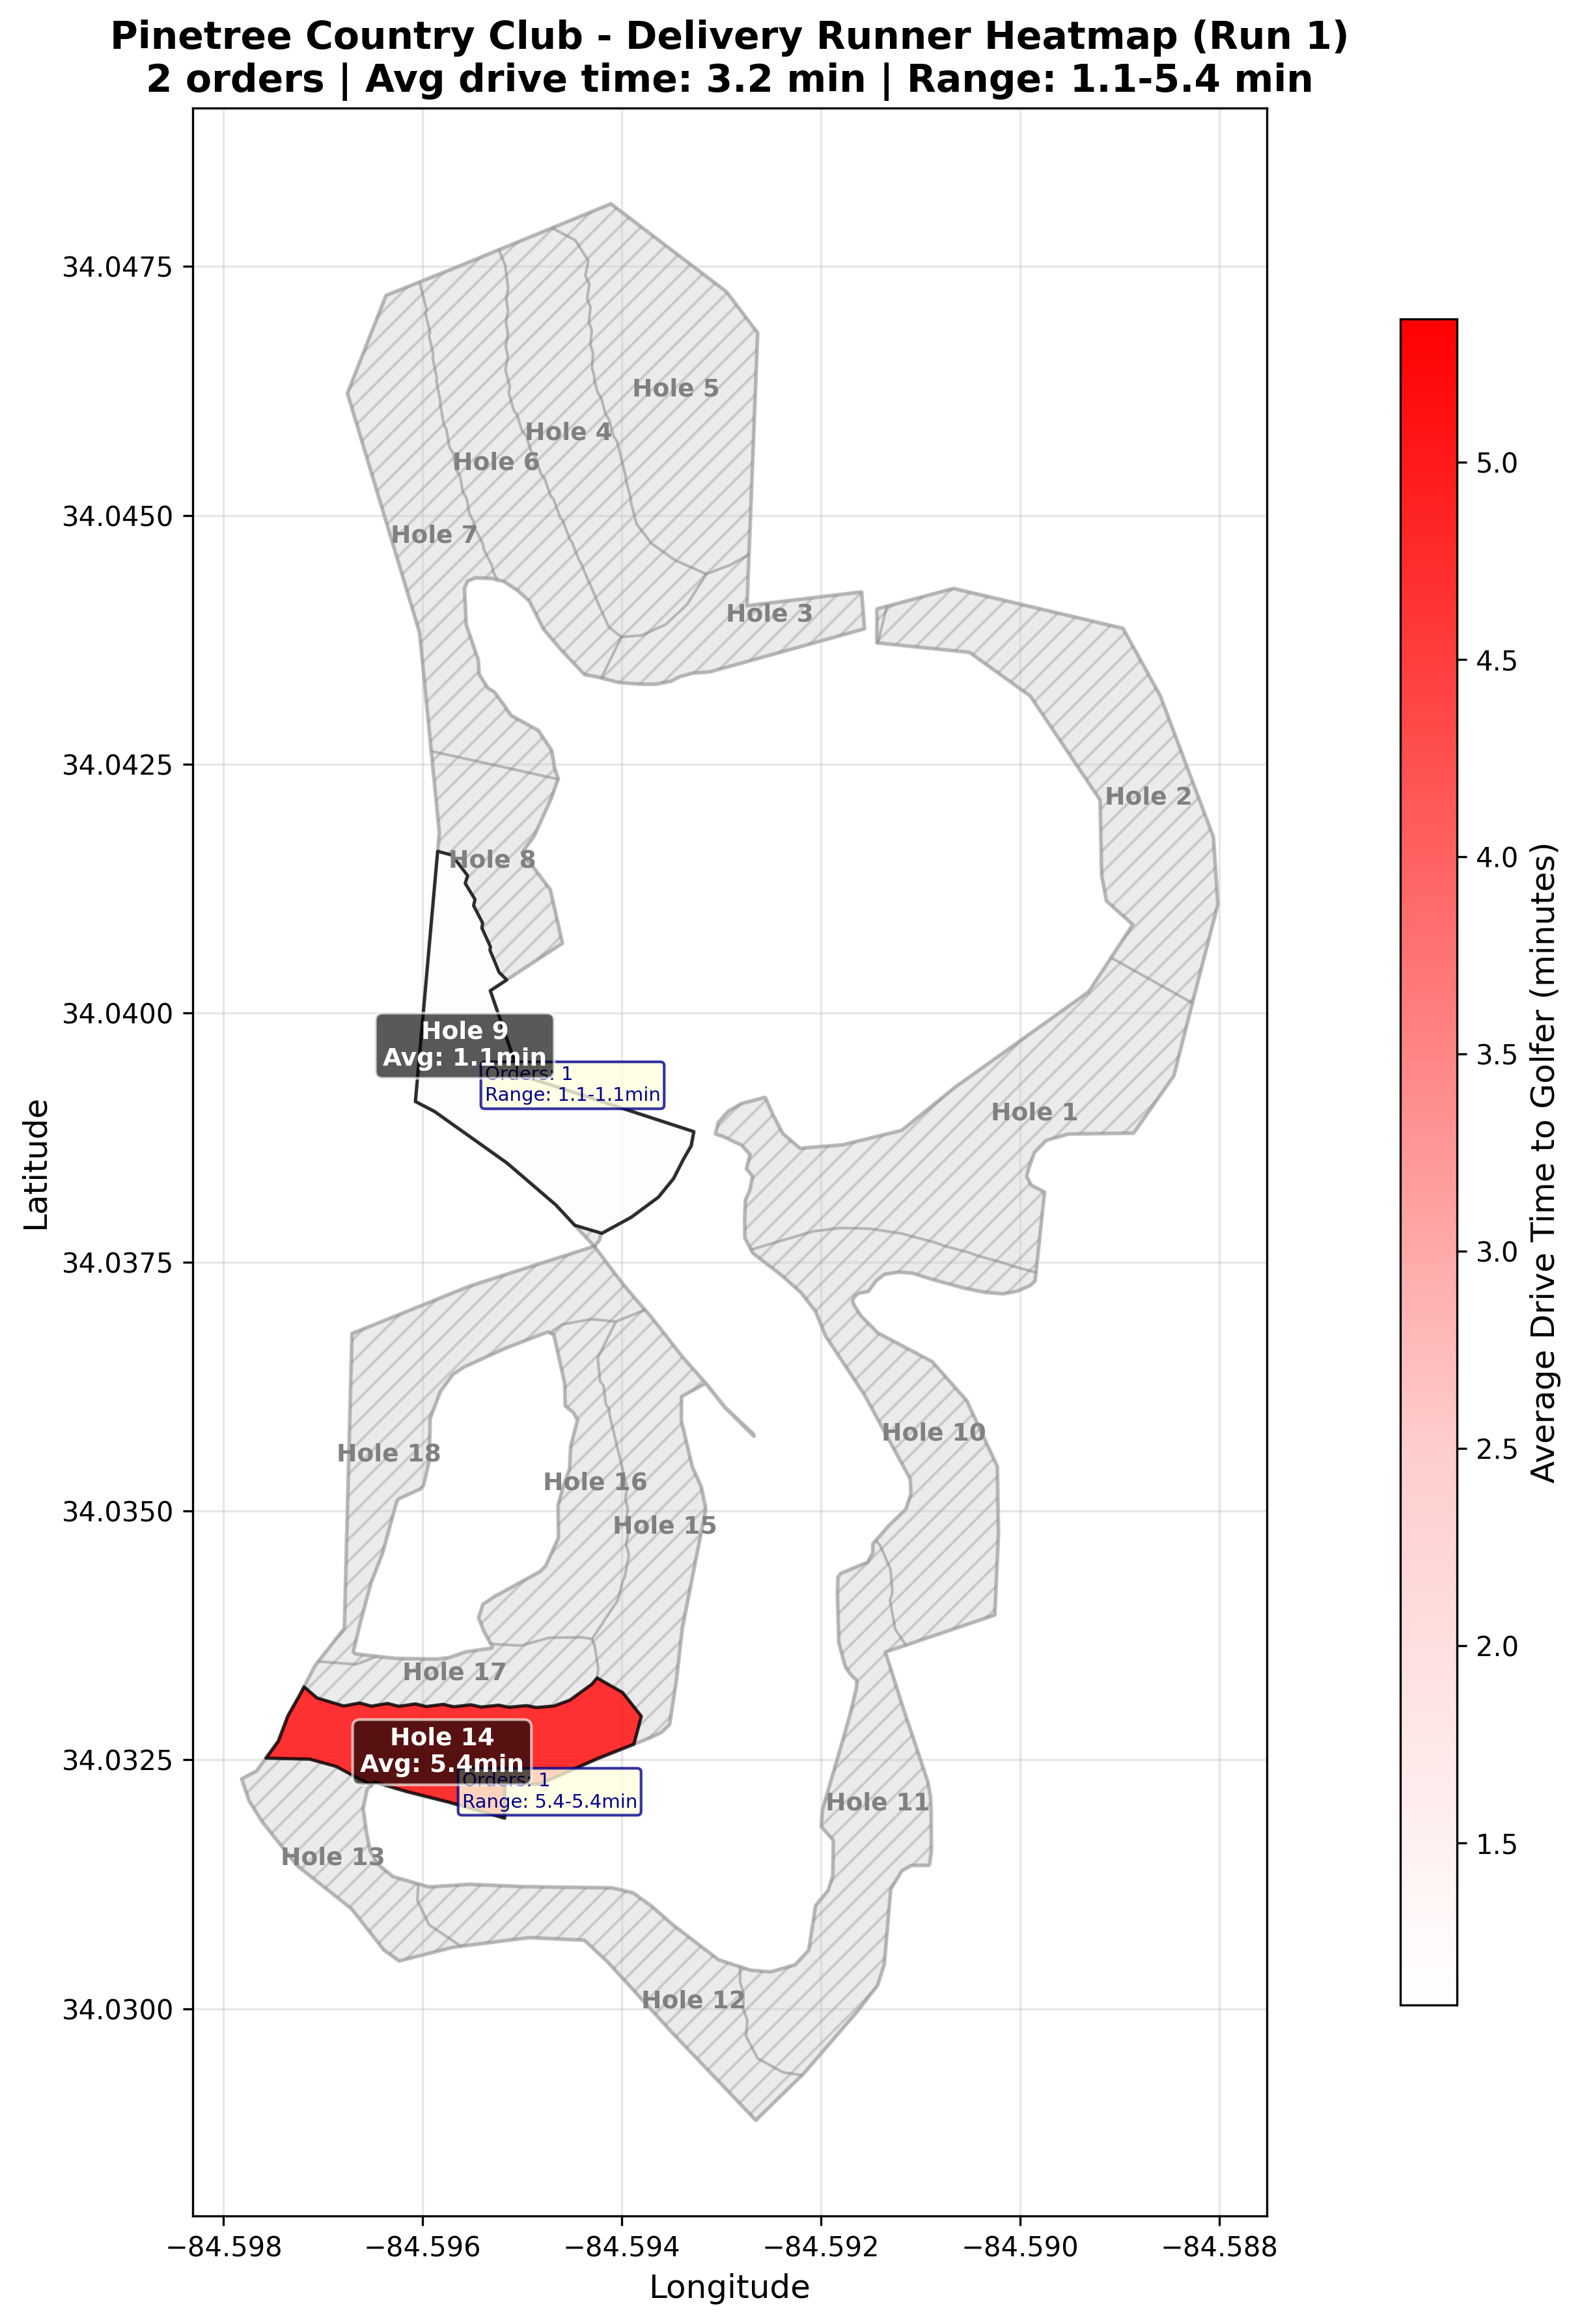 Pinetree Country Club - Delivery Runner Heatmap (Run 1)
2 orders | Avg drive time: 3.2 min | Range: 1.1-5.4 min
34.0475
34.0450
34.0425
34.0400
34.0375
34.0350
34.0325
34.0300
Latitude
Hole 5
Hole 4
Hole 6
Hole 7
Hole 3
Hole 2
Hole 8
Hole 9
Avg: 1.1min
Orders: 1
Range: 1.1-1.1min
Hole 1
Hole 10
Hole 18
Hole 16
Hole 15
Hole 17
Hole 14
Avg: 5.4min
Orders: 1
Range: 5.4-5.4min
Hole 11
Hole 13
Hole 12
−84.598
−84.596
−84.594
−84.592
−84.590
−84.588
Longitude
5.0
4.5
4.0
3.5
3.0
2.5
2.0
1.5
Average Drive Time to Golfer (minutes)